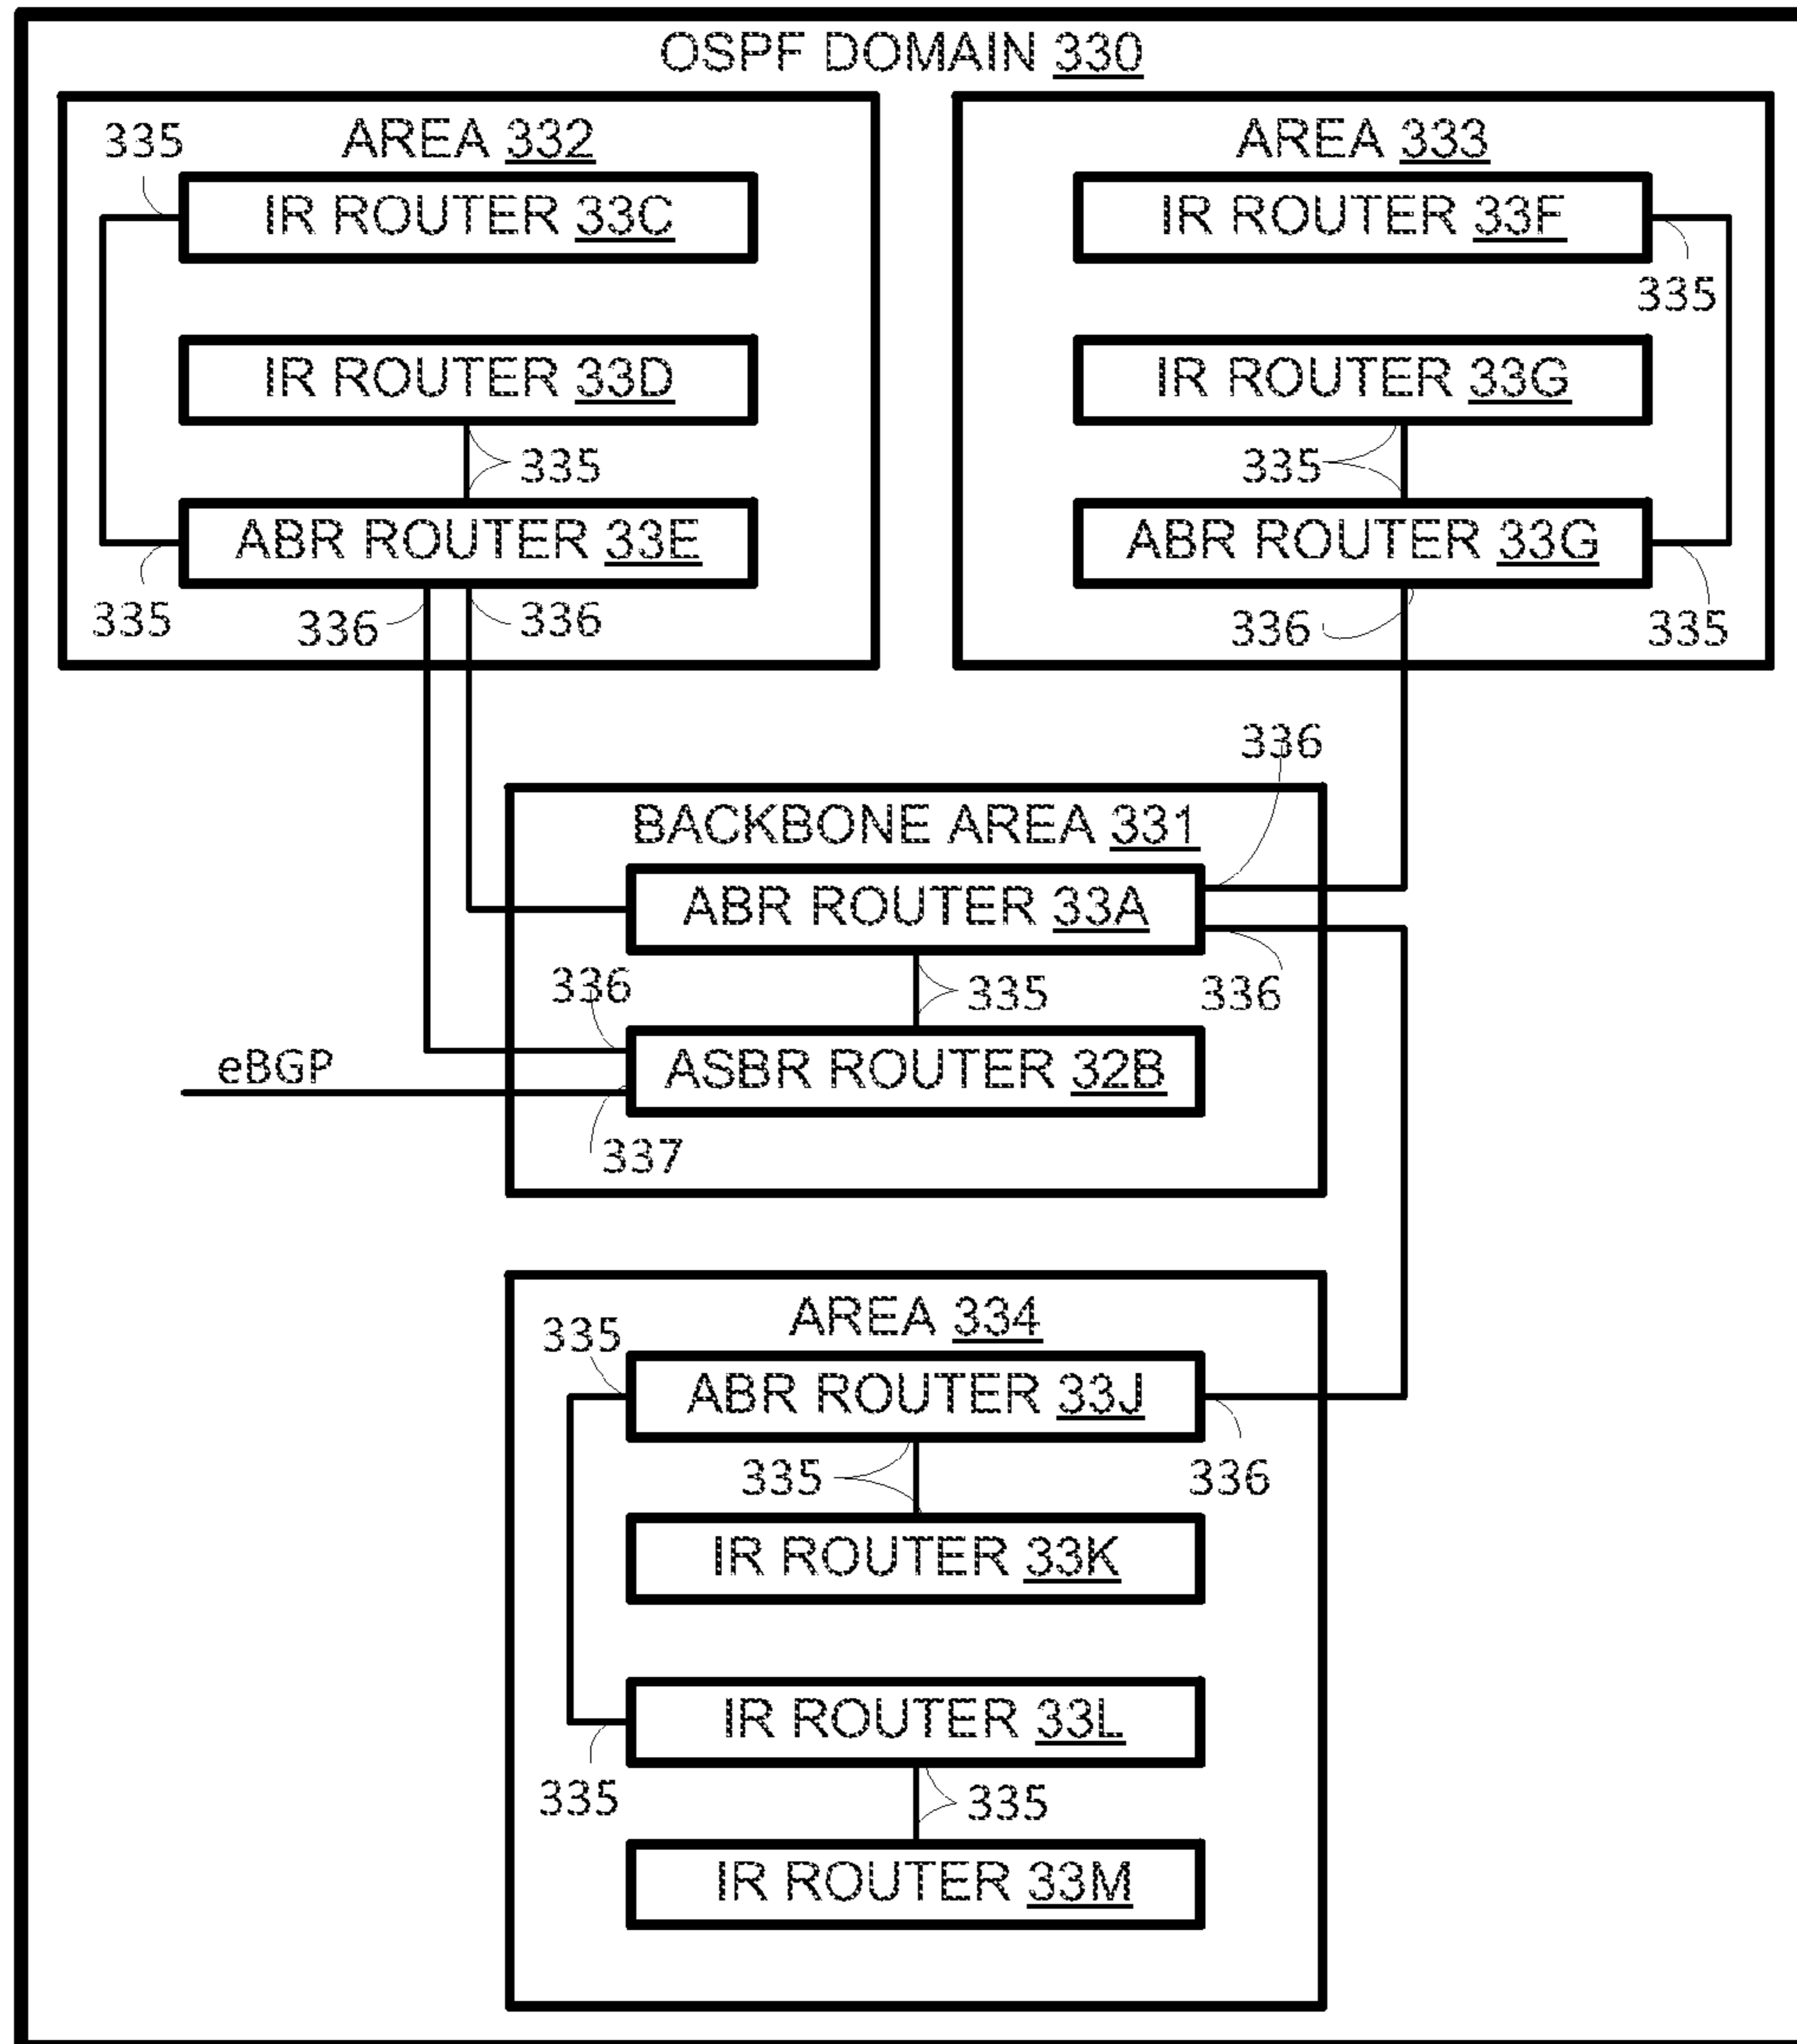 OSPF DOMAIN 330
AREA 332
335
IR ROUTER 33C
IR ROUTER 33D
335
ABR ROUTER 33E
335
336
336
AREA 333
IR ROUTER 33F
335
IR ROUTER 33G
335
ABR ROUTER 33G
336
335
336
BACKBONE AREA 331
ABR ROUTER 33A
336
335
336
ASBR ROUTER 32B
eBGP
337
AREA 334
335
ABR ROUTER 33J
335
336
IR ROUTER 33K
IR ROUTER 33L
335
335
IR ROUTER 33M